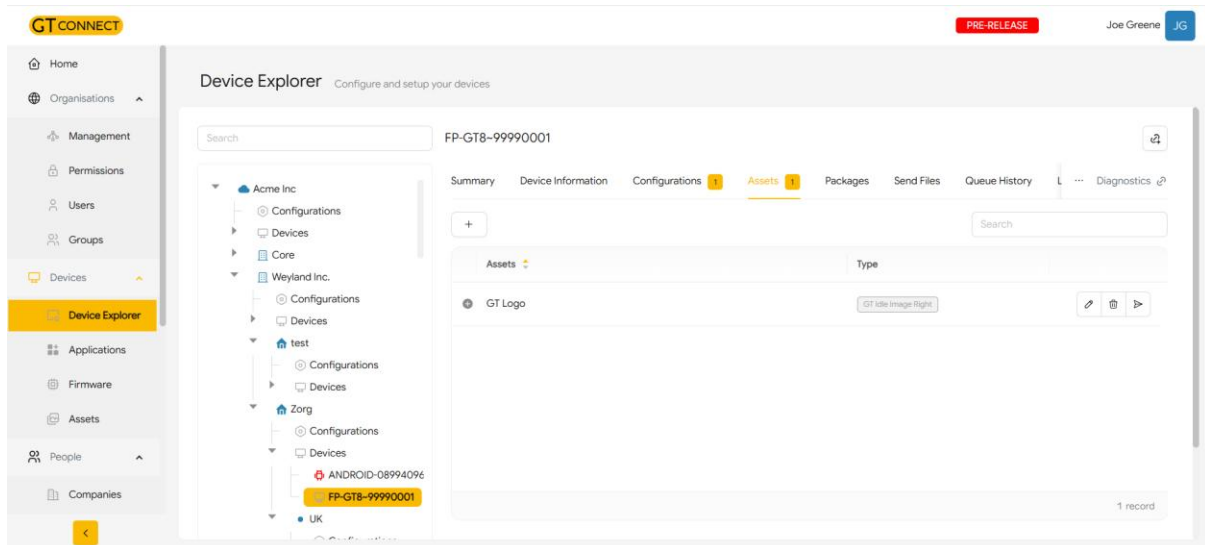 GT CONNECT
PRE-RELEASE
Joe Greene
JG
Home
Organisations
Management
Permissions
Users
Groups
Devices
Device Explorer
Applications
Firmware
Assets
People
Companies
Device Explorer Configure and setup your devices
Search
Acme Inc
Configurations
Devices
Core
Weyland Inc.
Configurations
Devices
test
Configurations
Devices
Zorg
Configurations
Devices
ANDROID-08994096
FP-GT8~99990001
UK
FP-GT8~99990001
Summary Device Information Configurations 1 Assets 1 Packages Send Files Queue History L ... Diagnostics
+ Search
Assets Type
GT Logo GT Idle Image Right
1 record